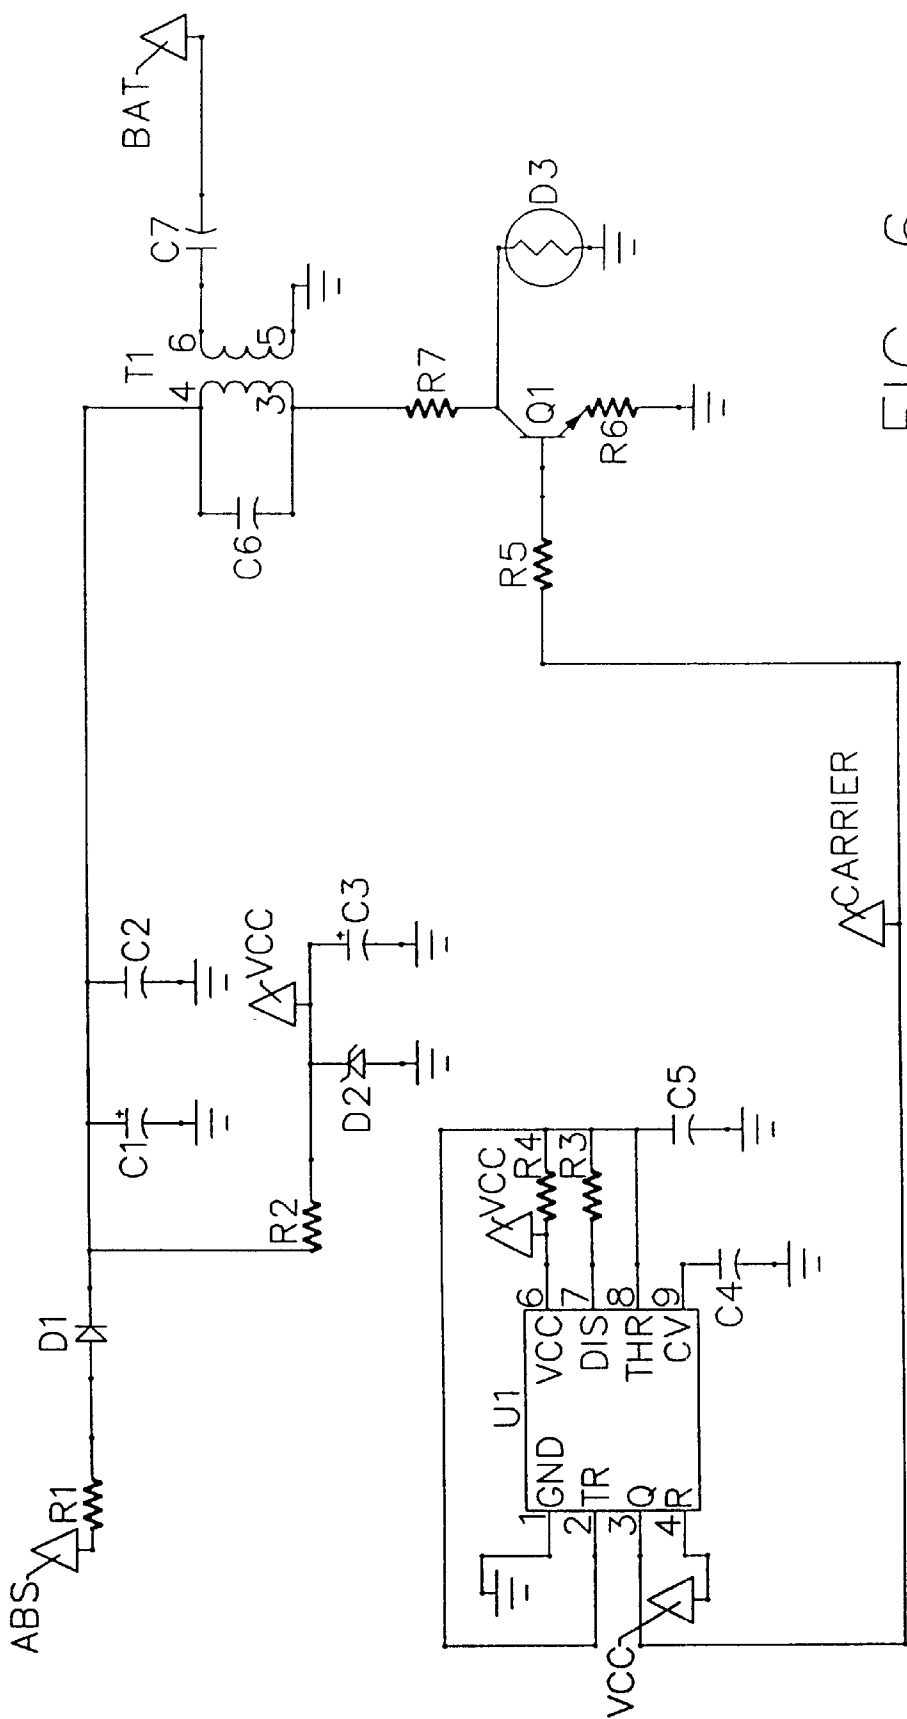 ABS
R1
D1
C1
±
C2
R2
D2
VCC
C3
+
T1
4
3
6
5
C6
C7
BAT
R7
Q1
R6
D3
R5
CARRIER
U1
1 GND
2 TR
3 Q
4 R
VCC 6
DIS 7
THR 8
CV 9
VCC
VCC
R4
R3
C5
C4